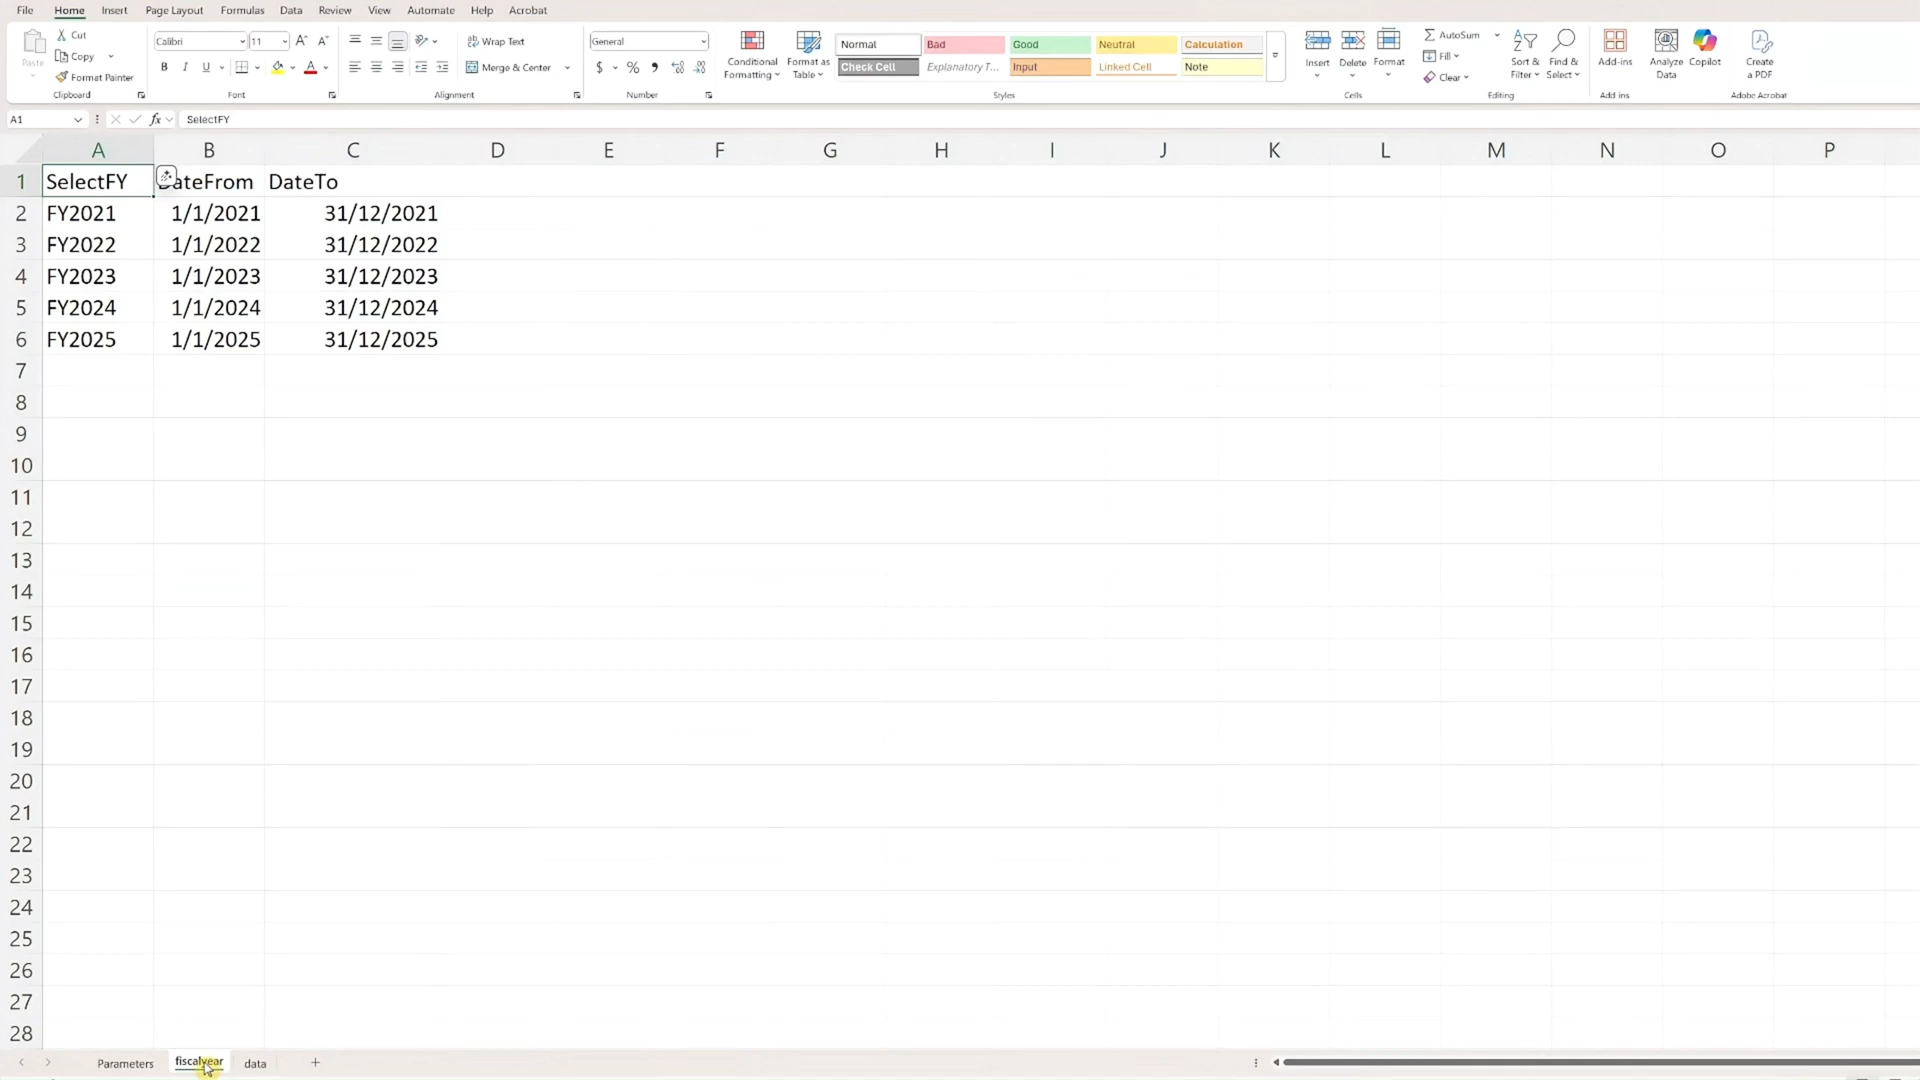 File Home Insert Page Layout Formulas Data Review View Automate Help Acrobat
Paste Cut Copy Format Painter Clipboard
Calibri 11 A A B I U A Font
Wrap Text Merge & Center Alignment
General $ % , Number
Conditional Formatting Format as Table Normal Bad Good Neutral Calculation
Check Cell Explanatory T... Input Linked Cell Note Styles
Insert Delete Format Cells
AutoSum Fill Clear Sort & Filter Find & Select Editing
Add-ins Add ins
Analyze Data Copilot
Create a PDF Adobe Acrobat
A1 fx SelectFY
A B C D E F G H I J K L M N O P
1 SelectFY DateFrom DateTo
2 FY2021 1/1/2021 31/12/2021
3 FY2022 1/1/2022 31/12/2022
4 FY2023 1/1/2023 31/12/2023
5 FY2024 1/1/2024 31/12/2024
6 FY2025 1/1/2025 31/12/2025
7
8
9
10
11
12
13
14
15
16
17
18
19
20
21
22
23
24
25
26
27
28
Parameters fiscalyear data +